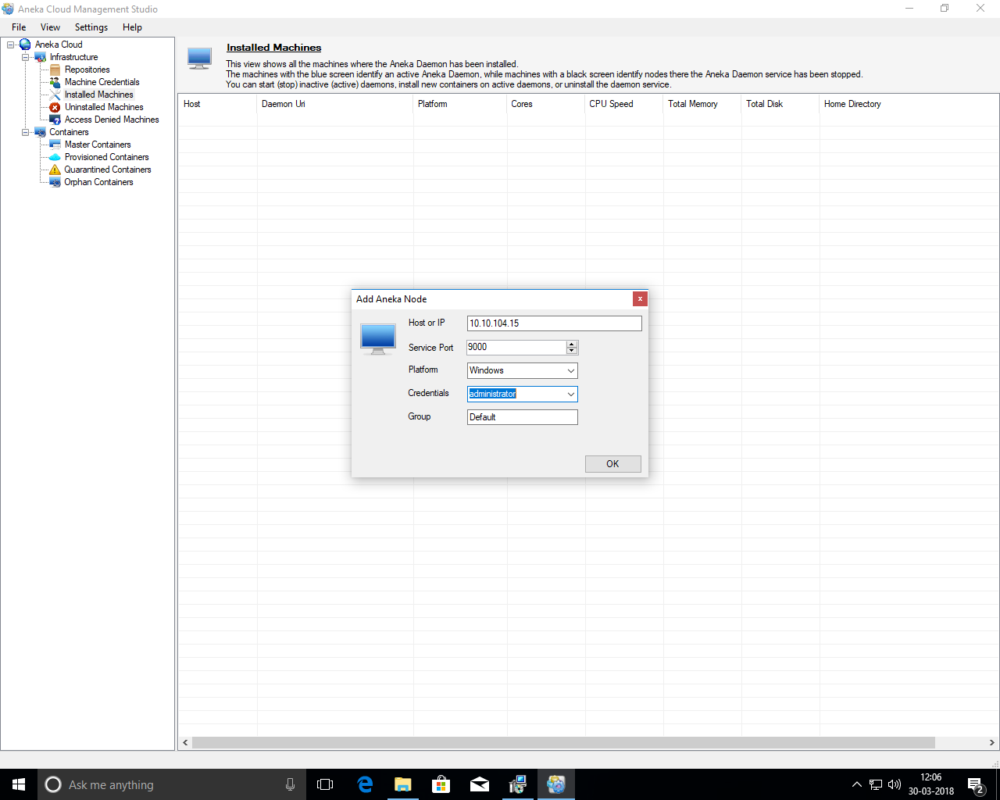 Aneka Cloud Management Studio
File View Settings Help
Aneka Cloud
Infrastructure
Repositories
Machine Credentials
Installed Machines
Uninstalled Machines
Access Denied Machines
Containers
Master Containers
Provisioned Containers
Quarantined Containers
Orphan Containers
Installed Machines
This view shows all the machines where the Aneka Daemon has been installed.
The machines with the blue screen identify an active Aneka Daemon, while machines with a black screen identify nodes there the Aneka Daemon service has been stopped.
You can start (stop) inactive (active) daemons, install new containers on active daemons, or uninstall the daemon service.
Host Daemon Uri Platform Cores CPU Speed Total Memory Total Disk Home Directory
Add Aneka Node
Host or IP 10.10.104.15
Service Port 9000
Platform Windows
Credentials administrator
Group Default
OK
Ask me anything
12:06
30-03-2018
2